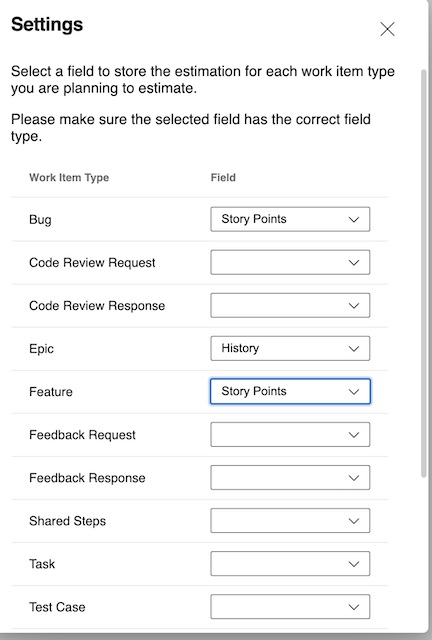 Settings
Select a field to store the estimation for each work item type
you are planning to estimate.
Please make sure the selected field has the correct field
type.
Work Item Type Field
Bug Story Points
Code Review Request
Code Review Response
Epic History
Feature Story Points
Feedback Request
Feedback Response
Shared Steps
Task
Test Case